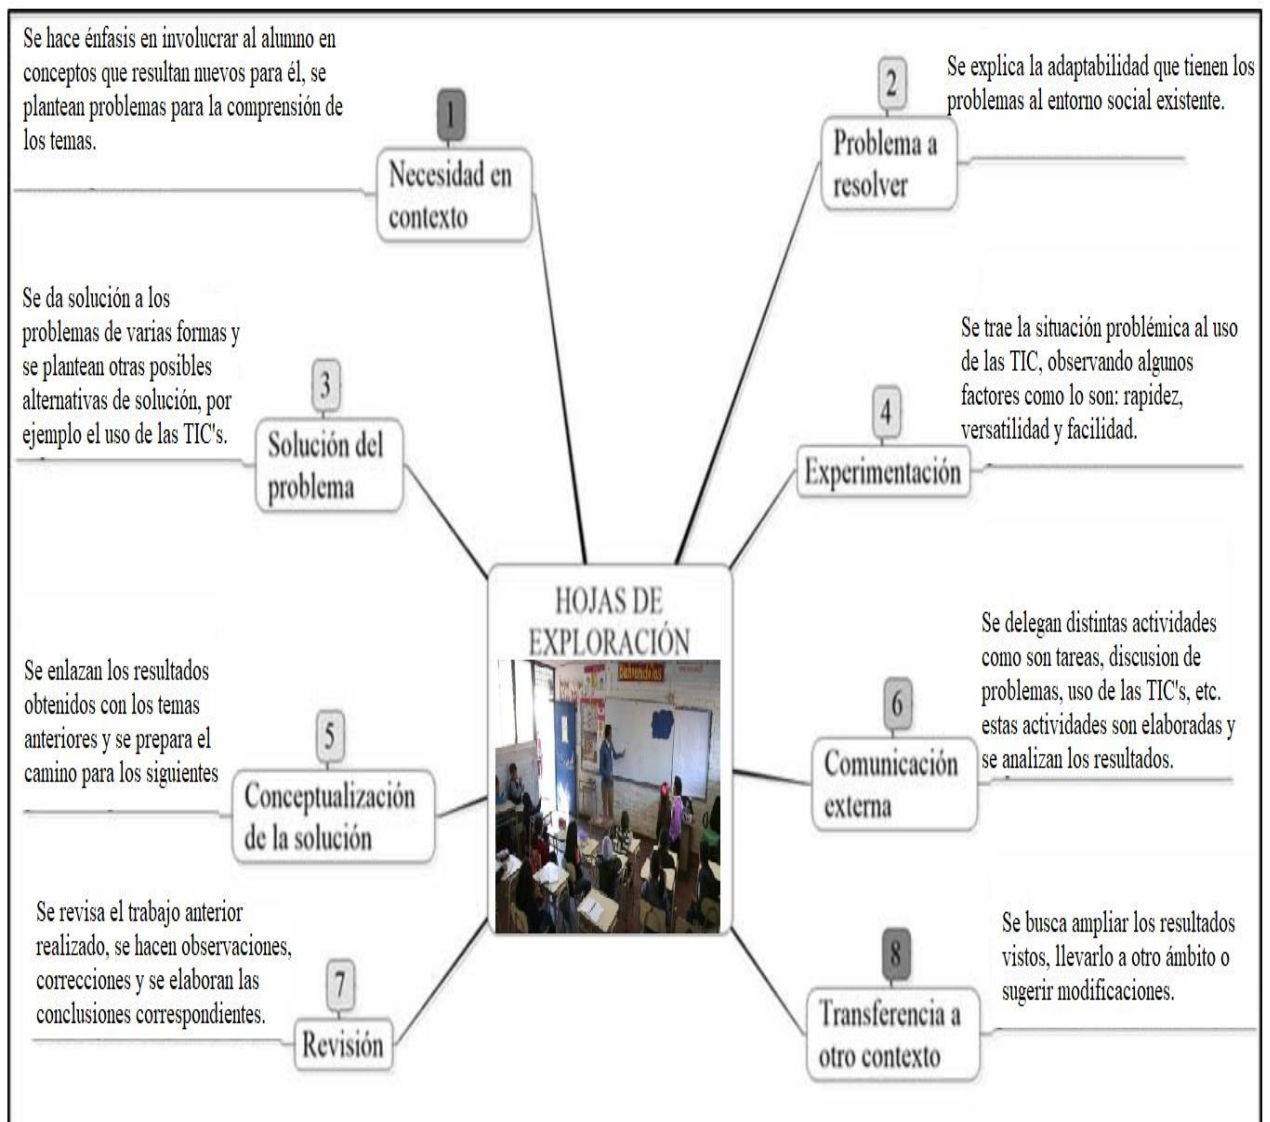 Se hace énfasis en involucrar al alumno en
conceptos que resultan nuevos para él, se
plantean problemas para la comprensión de
los temas.
1
Necesidad en
contexto
2
Se explica la adaptabilidad que tienen los
problemas al entorno social existente.
Problema a
resolver
Se da solución a los
problemas de varias formas y
se plantean otras posibles
alternativas de solución, por
ejemplo el uso de las TIC's.
3
Solución del
problema
Se trae la situación problémica al uso
de las TIC, observando algunos
factores como lo son: rapidez,
versatilidad y facilidad.
4
Experimentación
HOJAS DE
EXPLORACIÓN
Se enlazan los resultados
obtenidos con los temas
anteriores y se prepara el
camino para los siguientes
5
Conceptualización
de la solución
Se delegan distintas actividades
como son tareas, discusion de
problemas, uso de las TIC's, etc.
estas actividades son elaboradas y
se analizan los resultados.
6
Comunicación
externa
Se revisa el trabajo anterior
realizado, se hacen observaciones,
correcciones y se elaboran las
conclusiones correspondientes.
7
Revisión
Se busca ampliar los resultados
vistos, llevarlo a otro ámbito o
sugerir modificaciones.
8
Transferencia a
otro contexto